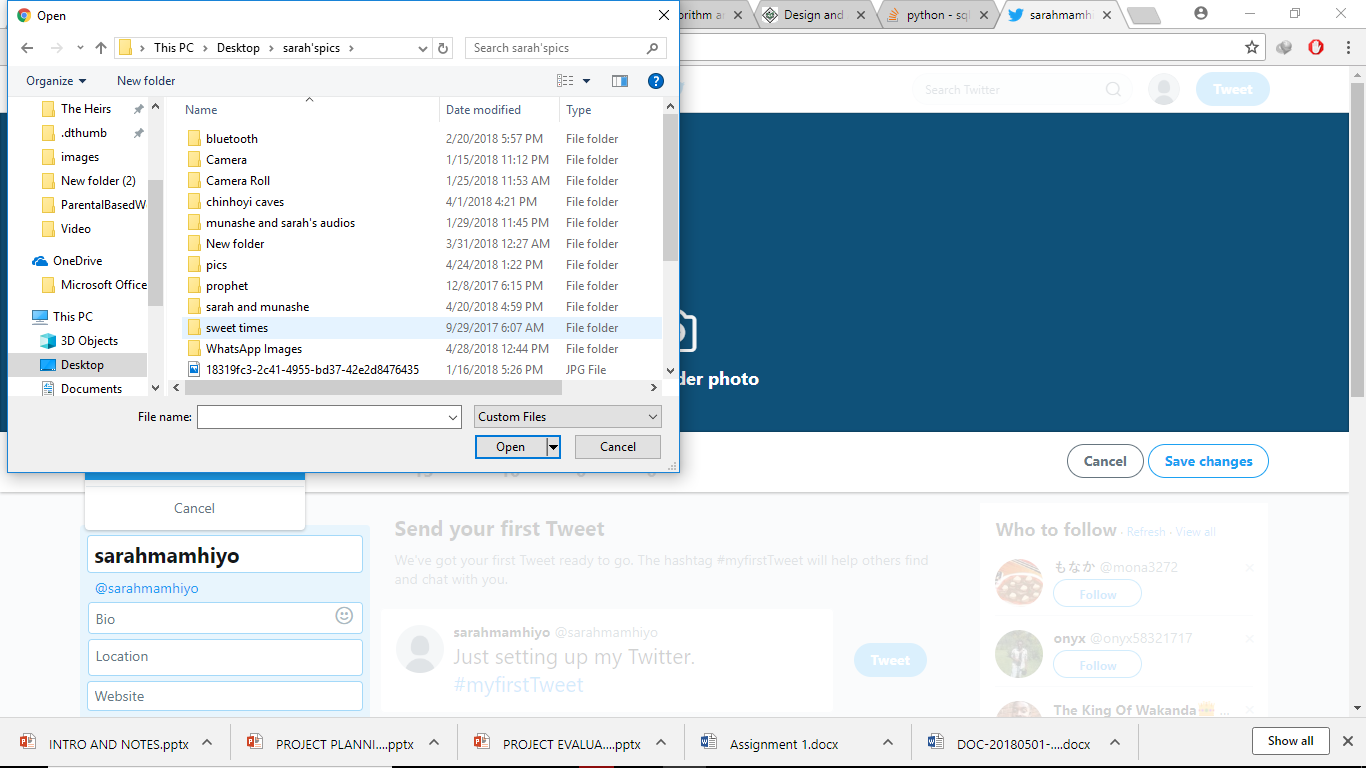 Open
orithm an
Design and
python - sql
sarahmamhi
This PC
Desktop
sarah'spics
Search sarah'spics
Organize
New folder
The Heirs
.dthumb
images
New folder (2)
ParentalBasedW
Video
OneDrive
Microsoft Office
This PC
3D Objects
Desktop
Documents
Name Date modified Type
bluetooth 2/20/2018 5:57 PM File folder
Camera 1/15/2018 11:12 PM File folder
Camera Roll 1/25/2018 11:53 AM File folder
chinhoyi caves 4/1/2018 4:21 PM File folder
munashe and sarah's audios 1/29/2018 11:45 PM File folder
New folder 3/31/2018 12:27 AM File folder
pics 4/24/2018 1:22 PM File folder
prophet 12/8/2017 6:15 PM File folder
sarah and munashe 4/20/2018 4:59 PM File folder
sweet times 9/29/2017 6:07 AM File folder
WhatsApp Images 4/28/2018 12:44 PM File folder
18319fc3-2c41-4955-bd37-42e2d8476435 1/16/2018 5:26 PM JPG File
File name:
Custom Files
Open
Cancel
Search Twitter
Tweet
der photo
Cancel
Save changes
Cancel
sarahmamhiyo
@sarahmamhiyo
Bio
Location
Website
Send your first Tweet
We've got your first Tweet ready to go. The hashtag #myfirstTweet will help others find
and chat with you.
sarahmamhiyo @sarahmamhiyo
Just setting up my Twitter.
#myfirstTweet
Tweet
Who to follow · Refresh · View all
もなか @mona3272
Follow
onyx @onyx58321717
Follow
The King Of Wakanda ...
INTRO AND NOTES.pptx
PROJECT PLANNI....pptx
PROJECT EVALUA....pptx
Assignment 1.docx
DOC-20180501-....docx
Show all